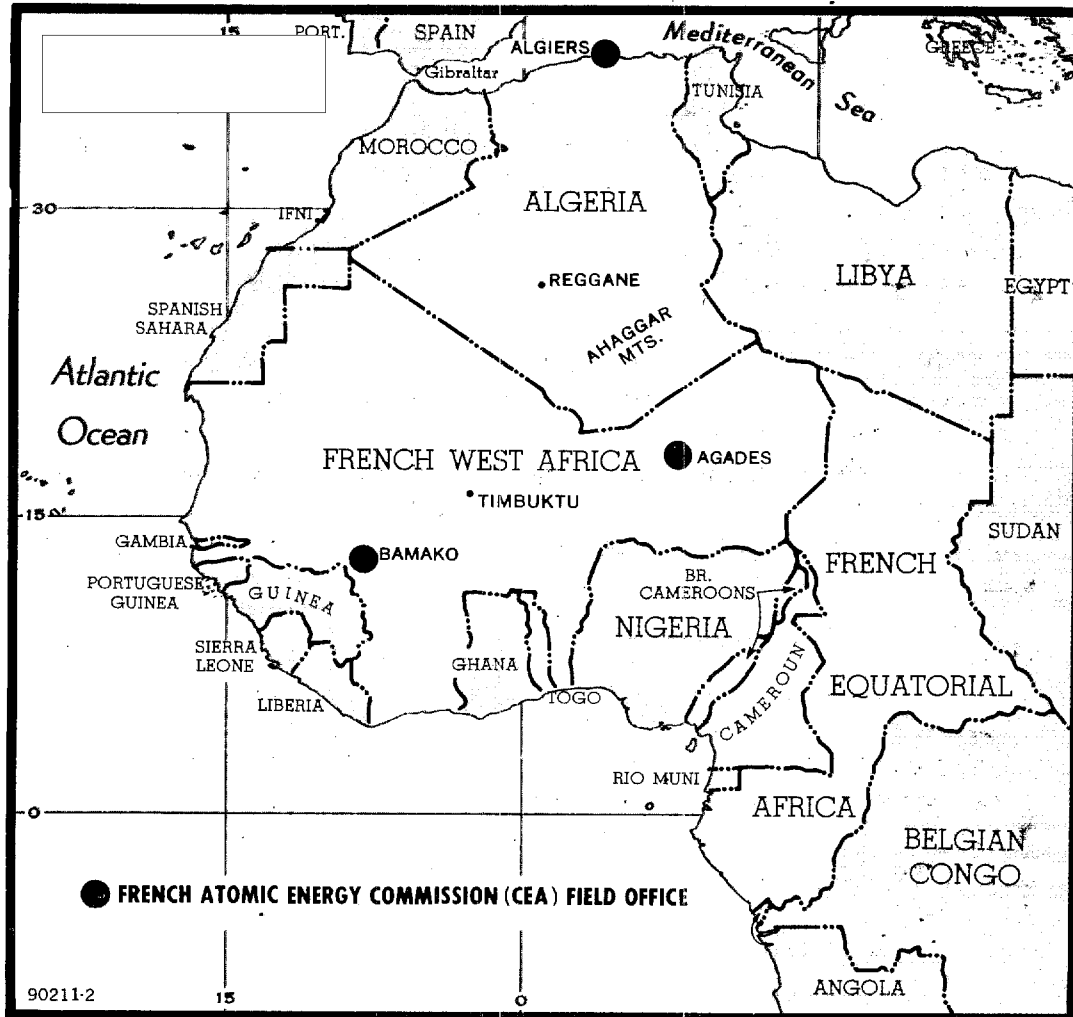 15
PORT.
SPAIN
ALGIERS
Mediterranean
Sea
GREECE
Gibraltar
TUNISIA
MOROCCO
ALGERIA
30
IFNI
REGGANE
LIBYA
EGYPT
SPANISH
SAHARA
AHAGGAR
MTS.
Atlantic
Ocean
FRENCH WEST AFRICA
AGADES
TIMBUKTU
15
SUDAN
GAMBIA
BAMAKO
FRENCH
PORTUGUESE
GUINEA
GUINEA
BR.
CAMEROONS
NIGERIA
SIERRA
LEONE
GHANA
CAMEROUN
EQUATORIAL
LIBERIA
TOGO
RIO MUNI
AFRICA
0
BELGIAN
CONGO
FRENCH ATOMIC ENERGY COMMISSION (CEA) FIELD OFFICE
ANGOLA
90211-2
15
0